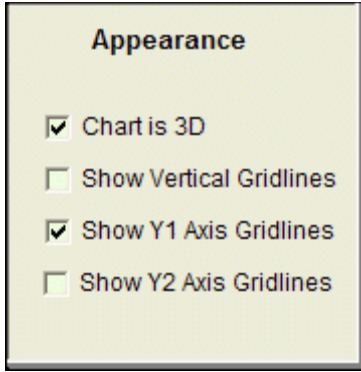 Appearance
Chart is 3D
Show Vertical Gridlines
Show Y1 Axis Gridlines
Show Y2 Axis Gridlines